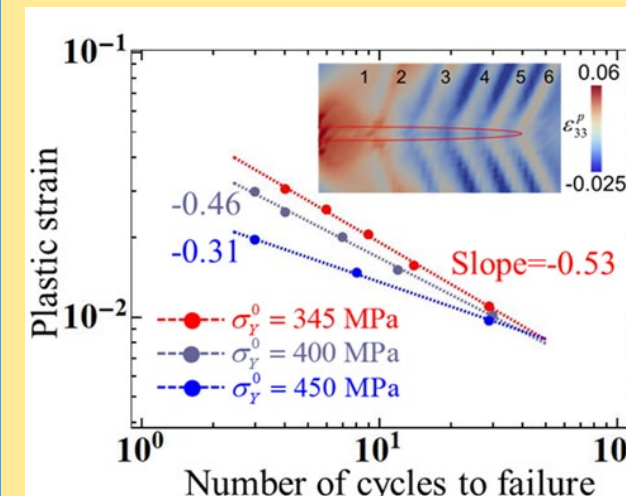 10⁻¹
1 2 3 4 5 6
0.06
ε₃₃ᵖ
-0.025
Plastic strain
-0.46
-0.31
Slope=-0.53
10⁻²
σ_Y⁰ = 345 MPa
σ_Y⁰ = 400 MPa
σ_Y⁰ = 450 MPa
10⁰ 10¹ 10
Number of cycles to failure